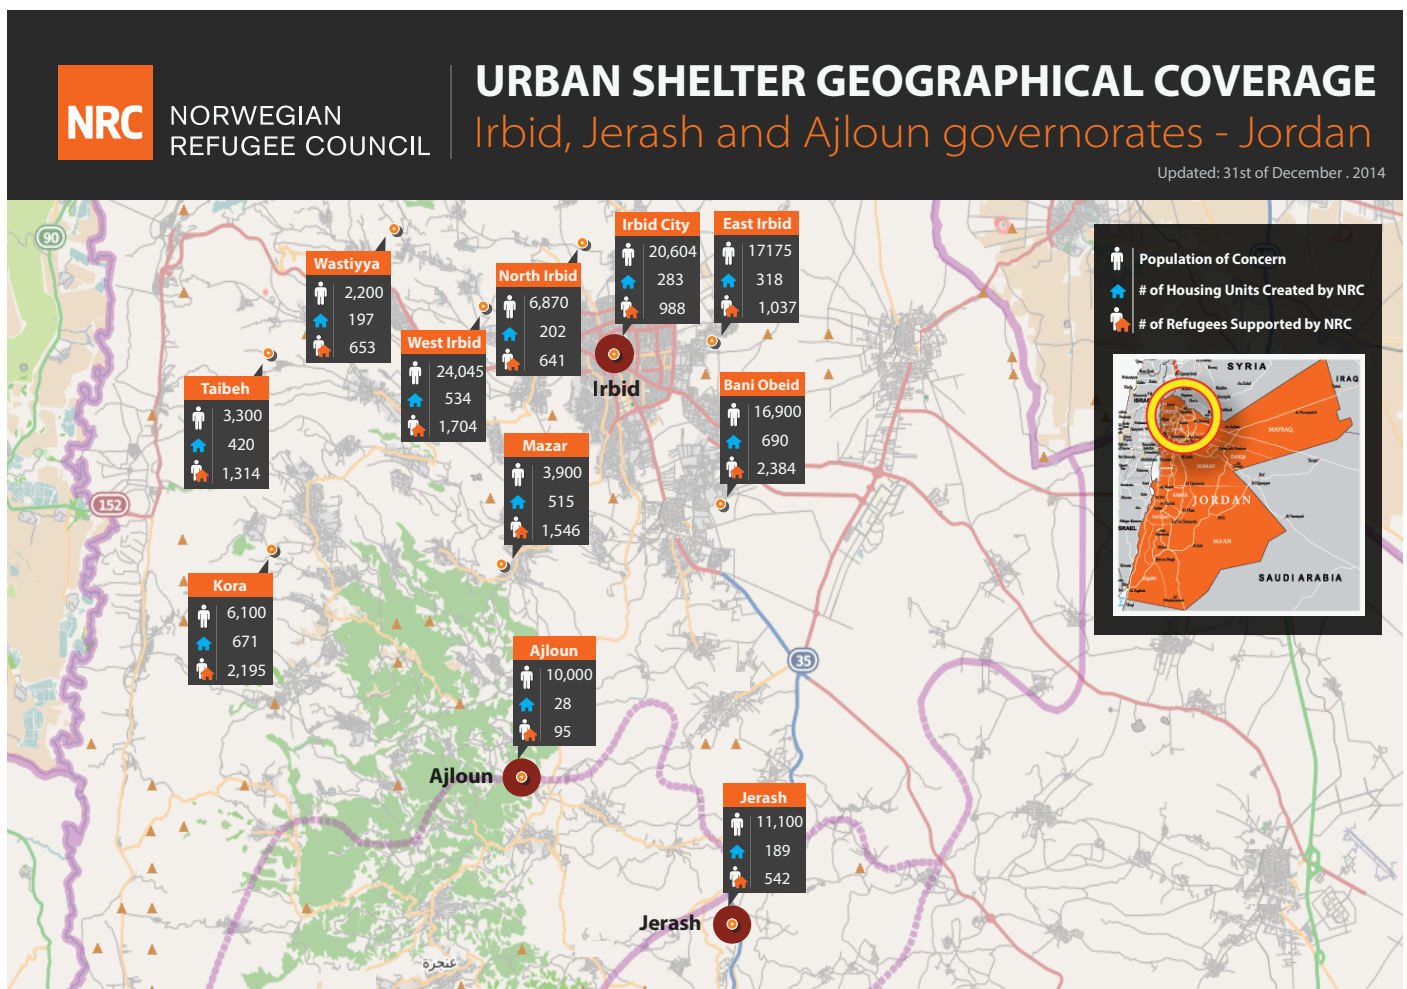 NRC
NORWEGIAN
REFUGEE COUNCIL
URBAN SHELTER GEOGRAPHICAL COVERAGE
Irbid, Jerash and Ajloun governorates - Jordan
Updated: 31st of December . 2014
90
Wastiyya
2,200
197
653
North Irbid
6,870
202
641
Irbid City
20,604
283
988
East Irbid
17175
318
1,037
Population of Concern
# of Housing Units Created by NRC
# of Refugees Supported by NRC
West Irbid
24,045
534
1,704
Irbid
Taibeh
3,300
420
1,314
Bani Obeid
16,900
690
2,384
Mazar
3,900
515
1,546
152
Kora
6,100
671
2,195
Ajloun
10,000
28
95
35
Ajloun
Jerash
11,100
189
542
Jerash
عنجرة
SYRIA
IRAQ
MAFRAQ
JORDAN
MA'AN
ISRAEL
SAUDI ARABIA